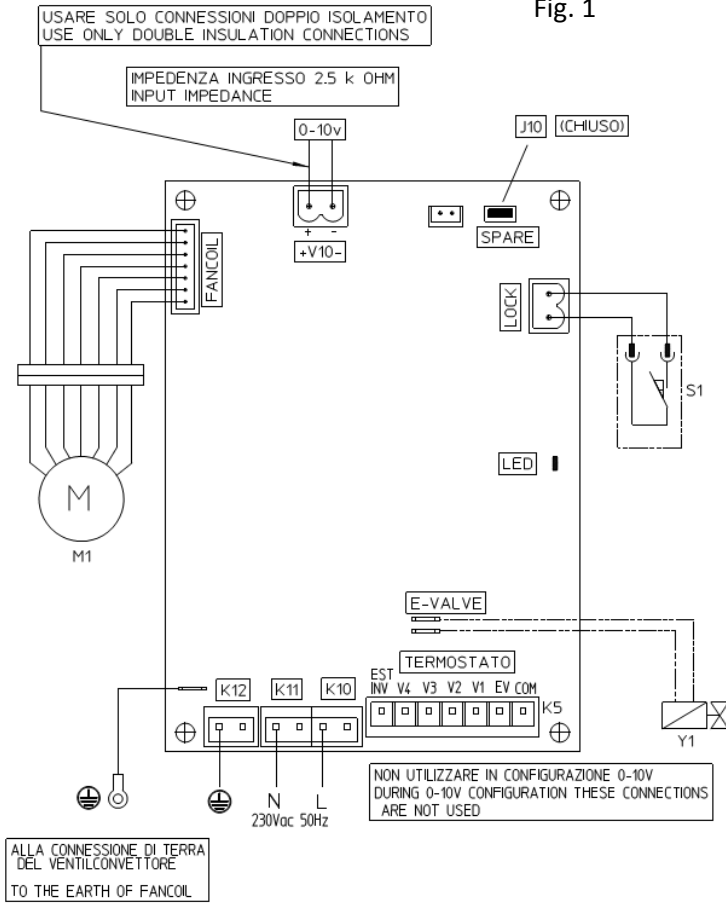 Fig. 1
USARE SOLO CONNESSIONI DOPPIO ISOLAMENTO
USE ONLY DOUBLE INSULATION CONNECTIONS
IMPEDENZA INGRESSO 2.5 k OHM
INPUT IMPEDANCE
0-10v
J10 (CHIUSO)
+ -
+V10-
SPARE
FANCOIL
LOCK
S1
LED
M
M1
E-VALVE
TERMOSTATO
EST
INV V4 V3 V2 V1 EV COM
K12 K11 K10
K5
Y1
N L
230Vac 50Hz
NON UTILIZZARE IN CONFIGURAZIONE 0-10V
DURING 0-10V CONFIGURATION THESE CONNECTIONS
ARE NOT USED
ALLA CONNESSIONE DI TERRA
DEL VENTILCONVETTORE
TO THE EARTH OF FANCOIL